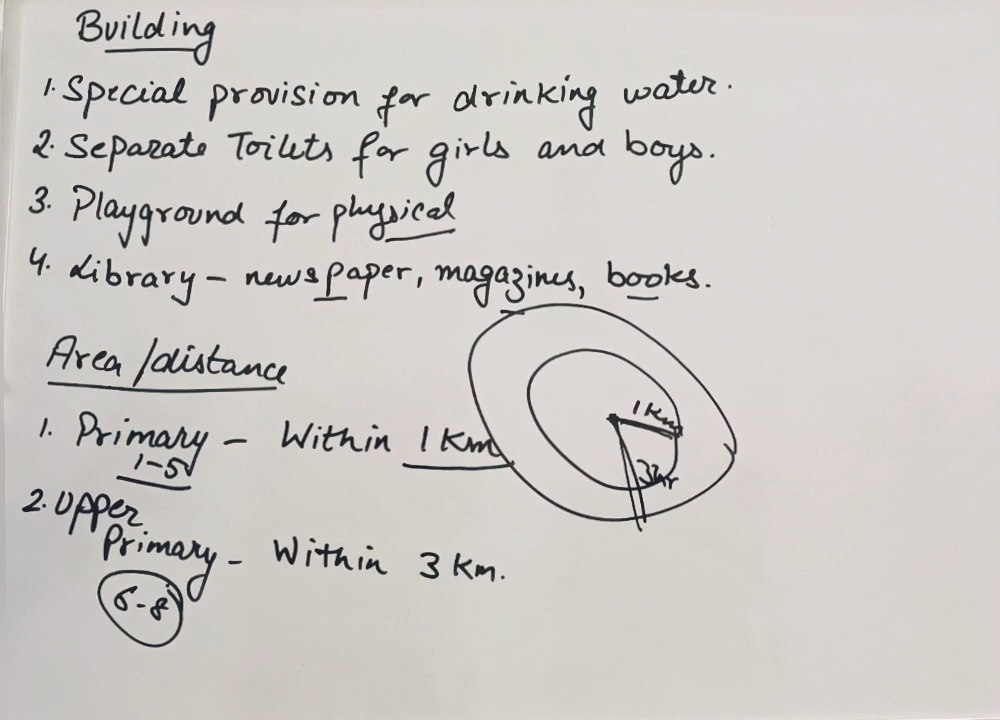 Building
1. Special provision for drinking water.
2. Separate Toilets for girls and boys.
3. Playground for physical
4. Library - newspaper, magazines, books.
Area/distance
1. Primary - Within 1 Km
1-5
2. Upper
Primary - Within 3 Km.
6-8
1 Km